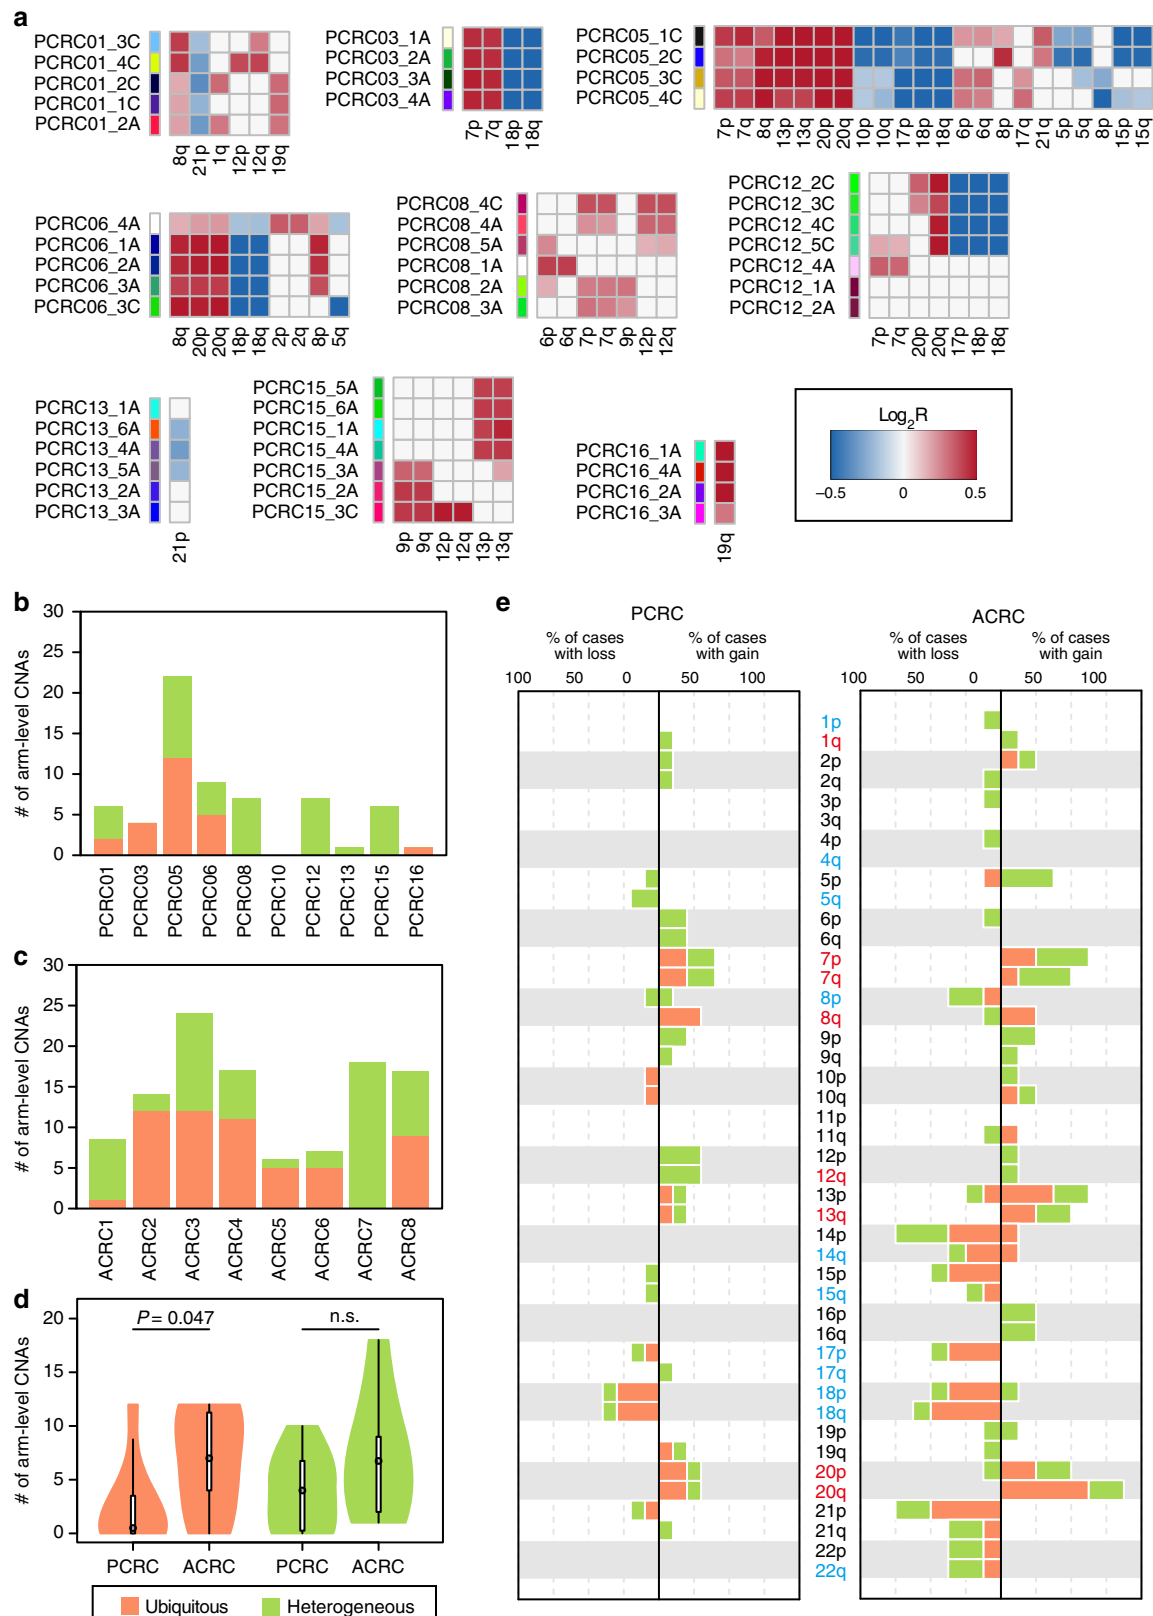 a
PCRC01_3C
PCRC01_4C
PCRC01_2C
PCRC01_1C
PCRC01_2A
8q 21p 1q 12p 12q 19q
PCRC03_1A
PCRC03_2A
PCRC03_3A
PCRC03_4A
7p 7q 18p 18q
PCRC05_1C
PCRC05_2C
PCRC05_3C
PCRC05_4C
7p 7q 8q 13p 13q 20p 20q 10p 10q 17p 18p 18q 6p 6q 8p 17q 21q 5p 5q 8p 15p 15q
PCRC06_4A
PCRC06_1A
PCRC06_2A
PCRC06_3A
PCRC06_3C
8q 20p 20q 18p 18q 2p 2q 8p 5q
PCRC08_4C
PCRC08_4A
PCRC08_5A
PCRC08_1A
PCRC08_2A
PCRC08_3A
6p 6q 7p 7q 9p 12p 12q
PCRC12_2C
PCRC12_3C
PCRC12_4C
PCRC12_5C
PCRC12_4A
PCRC12_1A
PCRC12_2A
7p 7q 20p 20q 17p 18p 18q
PCRC13_1A
PCRC13_6A
PCRC13_4A
PCRC13_5A
PCRC13_2A
PCRC13_3A
21p
PCRC15_5A
PCRC15_6A
PCRC15_1A
PCRC15_4A
PCRC15_3A
PCRC15_2A
PCRC15_3C
9p 9q 12p 12q 13p 13q
PCRC16_1A
PCRC16_4A
PCRC16_2A
PCRC16_3A
19q
Log2R
−0.5 0 0.5
b
# of arm-level CNAs
30
25
20
15
10
5
0
PCRC01 PCRC03 PCRC05 PCRC06 PCRC08 PCRC10 PCRC12 PCRC13 PCRC15 PCRC16
c
# of arm-level CNAs
30
25
20
15
10
5
0
ACRC1 ACRC2 ACRC3 ACRC4 ACRC5 ACRC6 ACRC7 ACRC8
d
# of arm-level CNAs
20
15
10
5
0
P = 0.047
n.s.
PCRC ACRC PCRC ACRC
Ubiquitous Heterogeneous
e
PCRC
% of cases with loss
% of cases with gain
100 50 0 50 100
ACRC
% of cases with loss
% of cases with gain
100 50 0 50 100
1p
1q
2p
2q
3p
3q
4p
4q
5p
5q
6p
6q
7p
7q
8p
8q
9p
9q
10p
10q
11p
11q
12p
12q
13p
13q
14p
14q
15p
15q
16p
16q
17p
17q
18p
18q
19p
19q
20p
20q
21p
21q
22p
22q